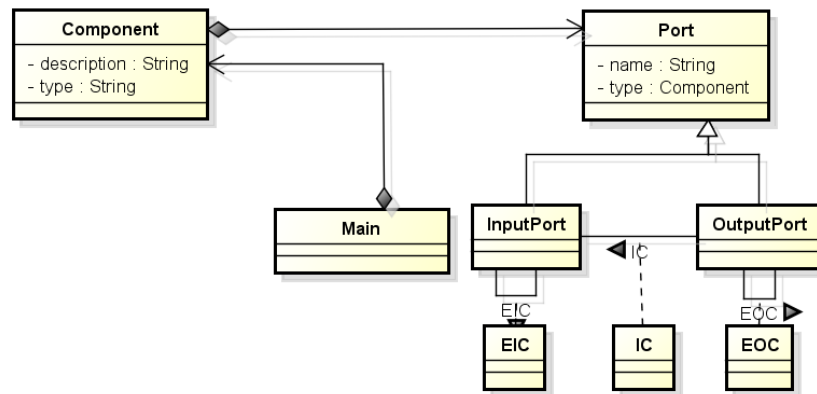 Component
- description : String
- type : String
Port
- name : String
- type : Component
Main
InputPort
OutputPort
IC
EIC
EOC
EIC
IC
EOC